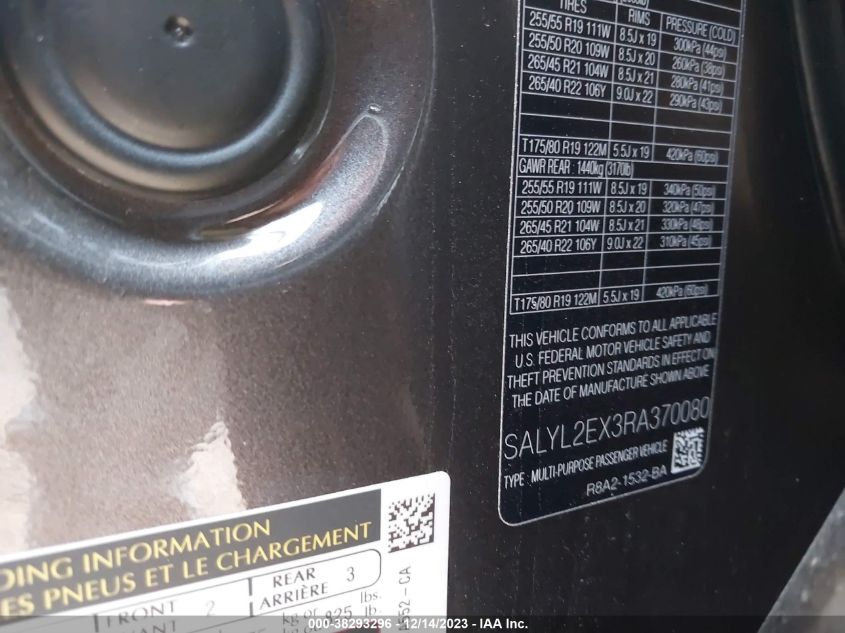 TIRES RIMS PRESSURE (COLD)
255/55 R19 111W 8.5J x 19 300kPa (44psi)
255/50 R20 109W 8.5J x 20 260kPa (38psi)
265/45 R21 104W 8.5J x 21 280kPa (41psi)
265/40 R22 106Y 9.0J x 22 290kPa (43psi)
T175/80 R19 122M 5.5J x 19 420kPa (60psi)
GAWR REAR : 1440kg (3170lb)
255/55 R19 111W 8.5J x 19 340kPa (50psi)
255/50 R20 109W 8.5J x 20 320kPa (47psi)
265/45 R21 104W 8.5J x 21 330kPa (48psi)
265/40 R22 106Y 9.0J x 22 310kPa (45psi)
T175/80 R19 122M 5.5J x 19 420kPa (60psi)
THIS VEHICLE CONFORMS TO ALL APPLICABLE
U.S. FEDERAL MOTOR VEHICLE SAFETY AND
THEFT PREVENTION STANDARDS IN EFFECT ON
THE DATE OF MANUFACTURE SHOWN ABOVE
SALYL2EX3RA370080
TYPE : MULTI-PURPOSE PASSENGER VEHICLE
R8A2-1532-BA
DING INFORMATION
ES PNEUS ET LE CHARGEMENT
FRONT 2 REAR 3
ARRIÈRE
kg or lbs.
lb.
000-38293296 - 12/14/2023 - IAA Inc.